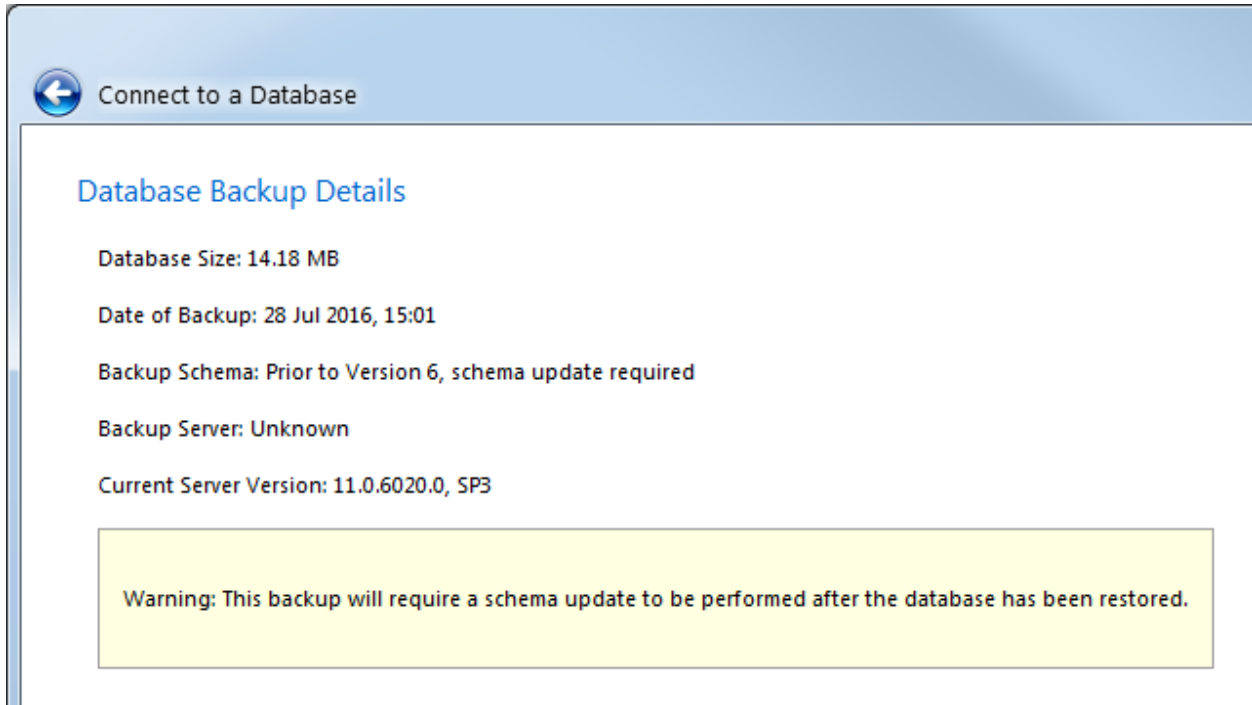 Connect to a Database
Database Backup Details
Database Size: 14.18 MB
Date of Backup: 28 Jul 2016, 15:01
Backup Schema: Prior to Version 6, schema update required
Backup Server: Unknown
Current Server Version: 11.0.6020.0, SP3
Warning: This backup will require a schema update to be performed after the database has been restored.